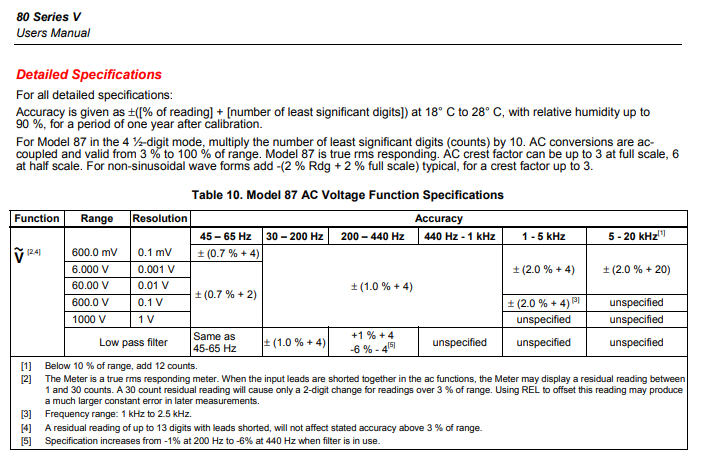 80 Series V
Users Manual
Detailed Specifications
For all detailed specifications:
Accuracy is given as ±([% of reading] + [number of least significant digits]) at 18° C to 28° C, with relative humidity up to
90 %, for a period of one year after calibration.
For Model 87 in the 4 ½-digit mode, multiply the number of least significant digits (counts) by 10. AC conversions are ac-
coupled and valid from 3 % to 100 % of range. Model 87 is true rms responding. AC crest factor can be up to 3 at full scale, 6
at half scale. For non-sinusoidal wave forms add -(2 % Rdg + 2 % full scale) typical, for a crest factor up to 3.
Table 10. Model 87 AC Voltage Function Specifications
Function Range Resolution Accuracy
45 – 65 Hz 30 – 200 Hz 200 – 440 Hz 440 Hz - 1 kHz 1 - 5 kHz 5 - 20 kHz[1]
Ṽ [2,4] 600.0 mV 0.1 mV ± (0.7 % + 4)
6.000 V 0.001 V ± (2.0 % + 4) ± (2.0 % + 20)
60.00 V 0.01 V ± (1.0 % + 4)
± (0.7 % + 2)
600.0 V 0.1 V ± (2.0 % + 4) [3] unspecified
1000 V 1 V unspecified unspecified
Low pass filter Same as
45-65 Hz ± (1.0 % + 4) +1 % + 4
-6 % - 4[5] unspecified unspecified unspecified
[1] Below 10 % of range, add 12 counts.
[2] The Meter is a true rms responding meter. When the input leads are shorted together in the ac functions, the Meter may display a residual reading between
1 and 30 counts. A 30 count residual reading will cause only a 2-digit change for readings over 3 % of range. Using REL to offset this reading may produce
a much larger constant error in later measurements.
[3] Frequency range: 1 kHz to 2.5 kHz.
[4] A residual reading of up to 13 digits with leads shorted, will not affect stated accuracy above 3 % of range.
[5] Specification increases from -1% at 200 Hz to -6% at 440 Hz when filter is in use.